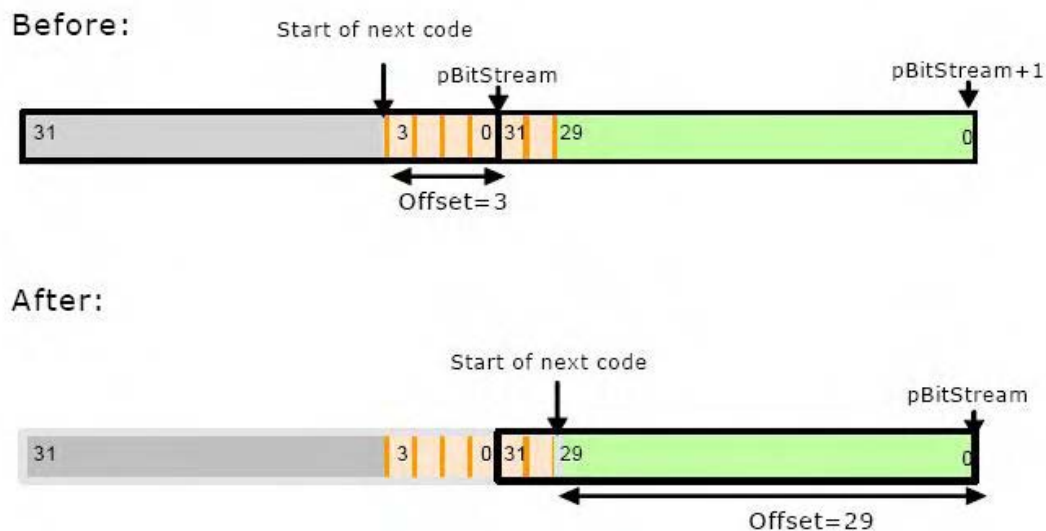 Before:
Start of next code
pBitStream
pBitStream+1
31 3 0 31 29 0
Offset=3
After:
Start of next code
pBitStream
31 3 0 31 29 0
Offset=29